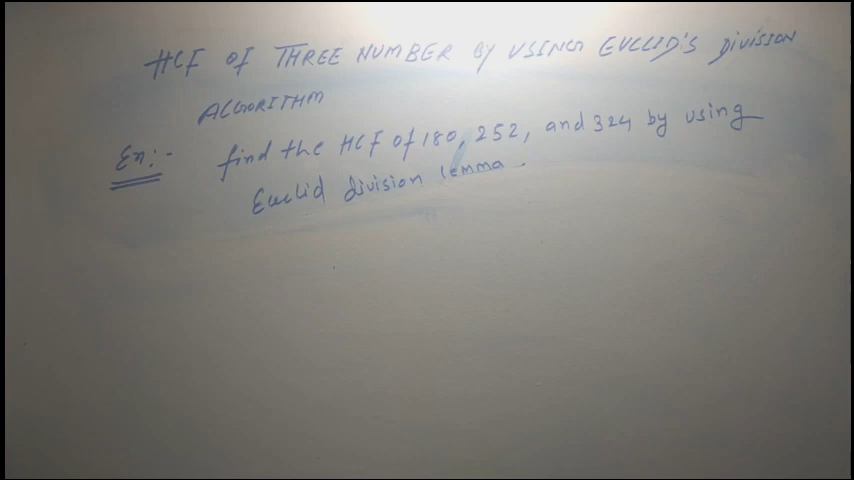 HCF OF THREE NUMBER By USING EUCLID'S DIVISION
ALGORITHM
Ex:- find the HCF of 180, 252, and 324 by using
Euclid division lemma.